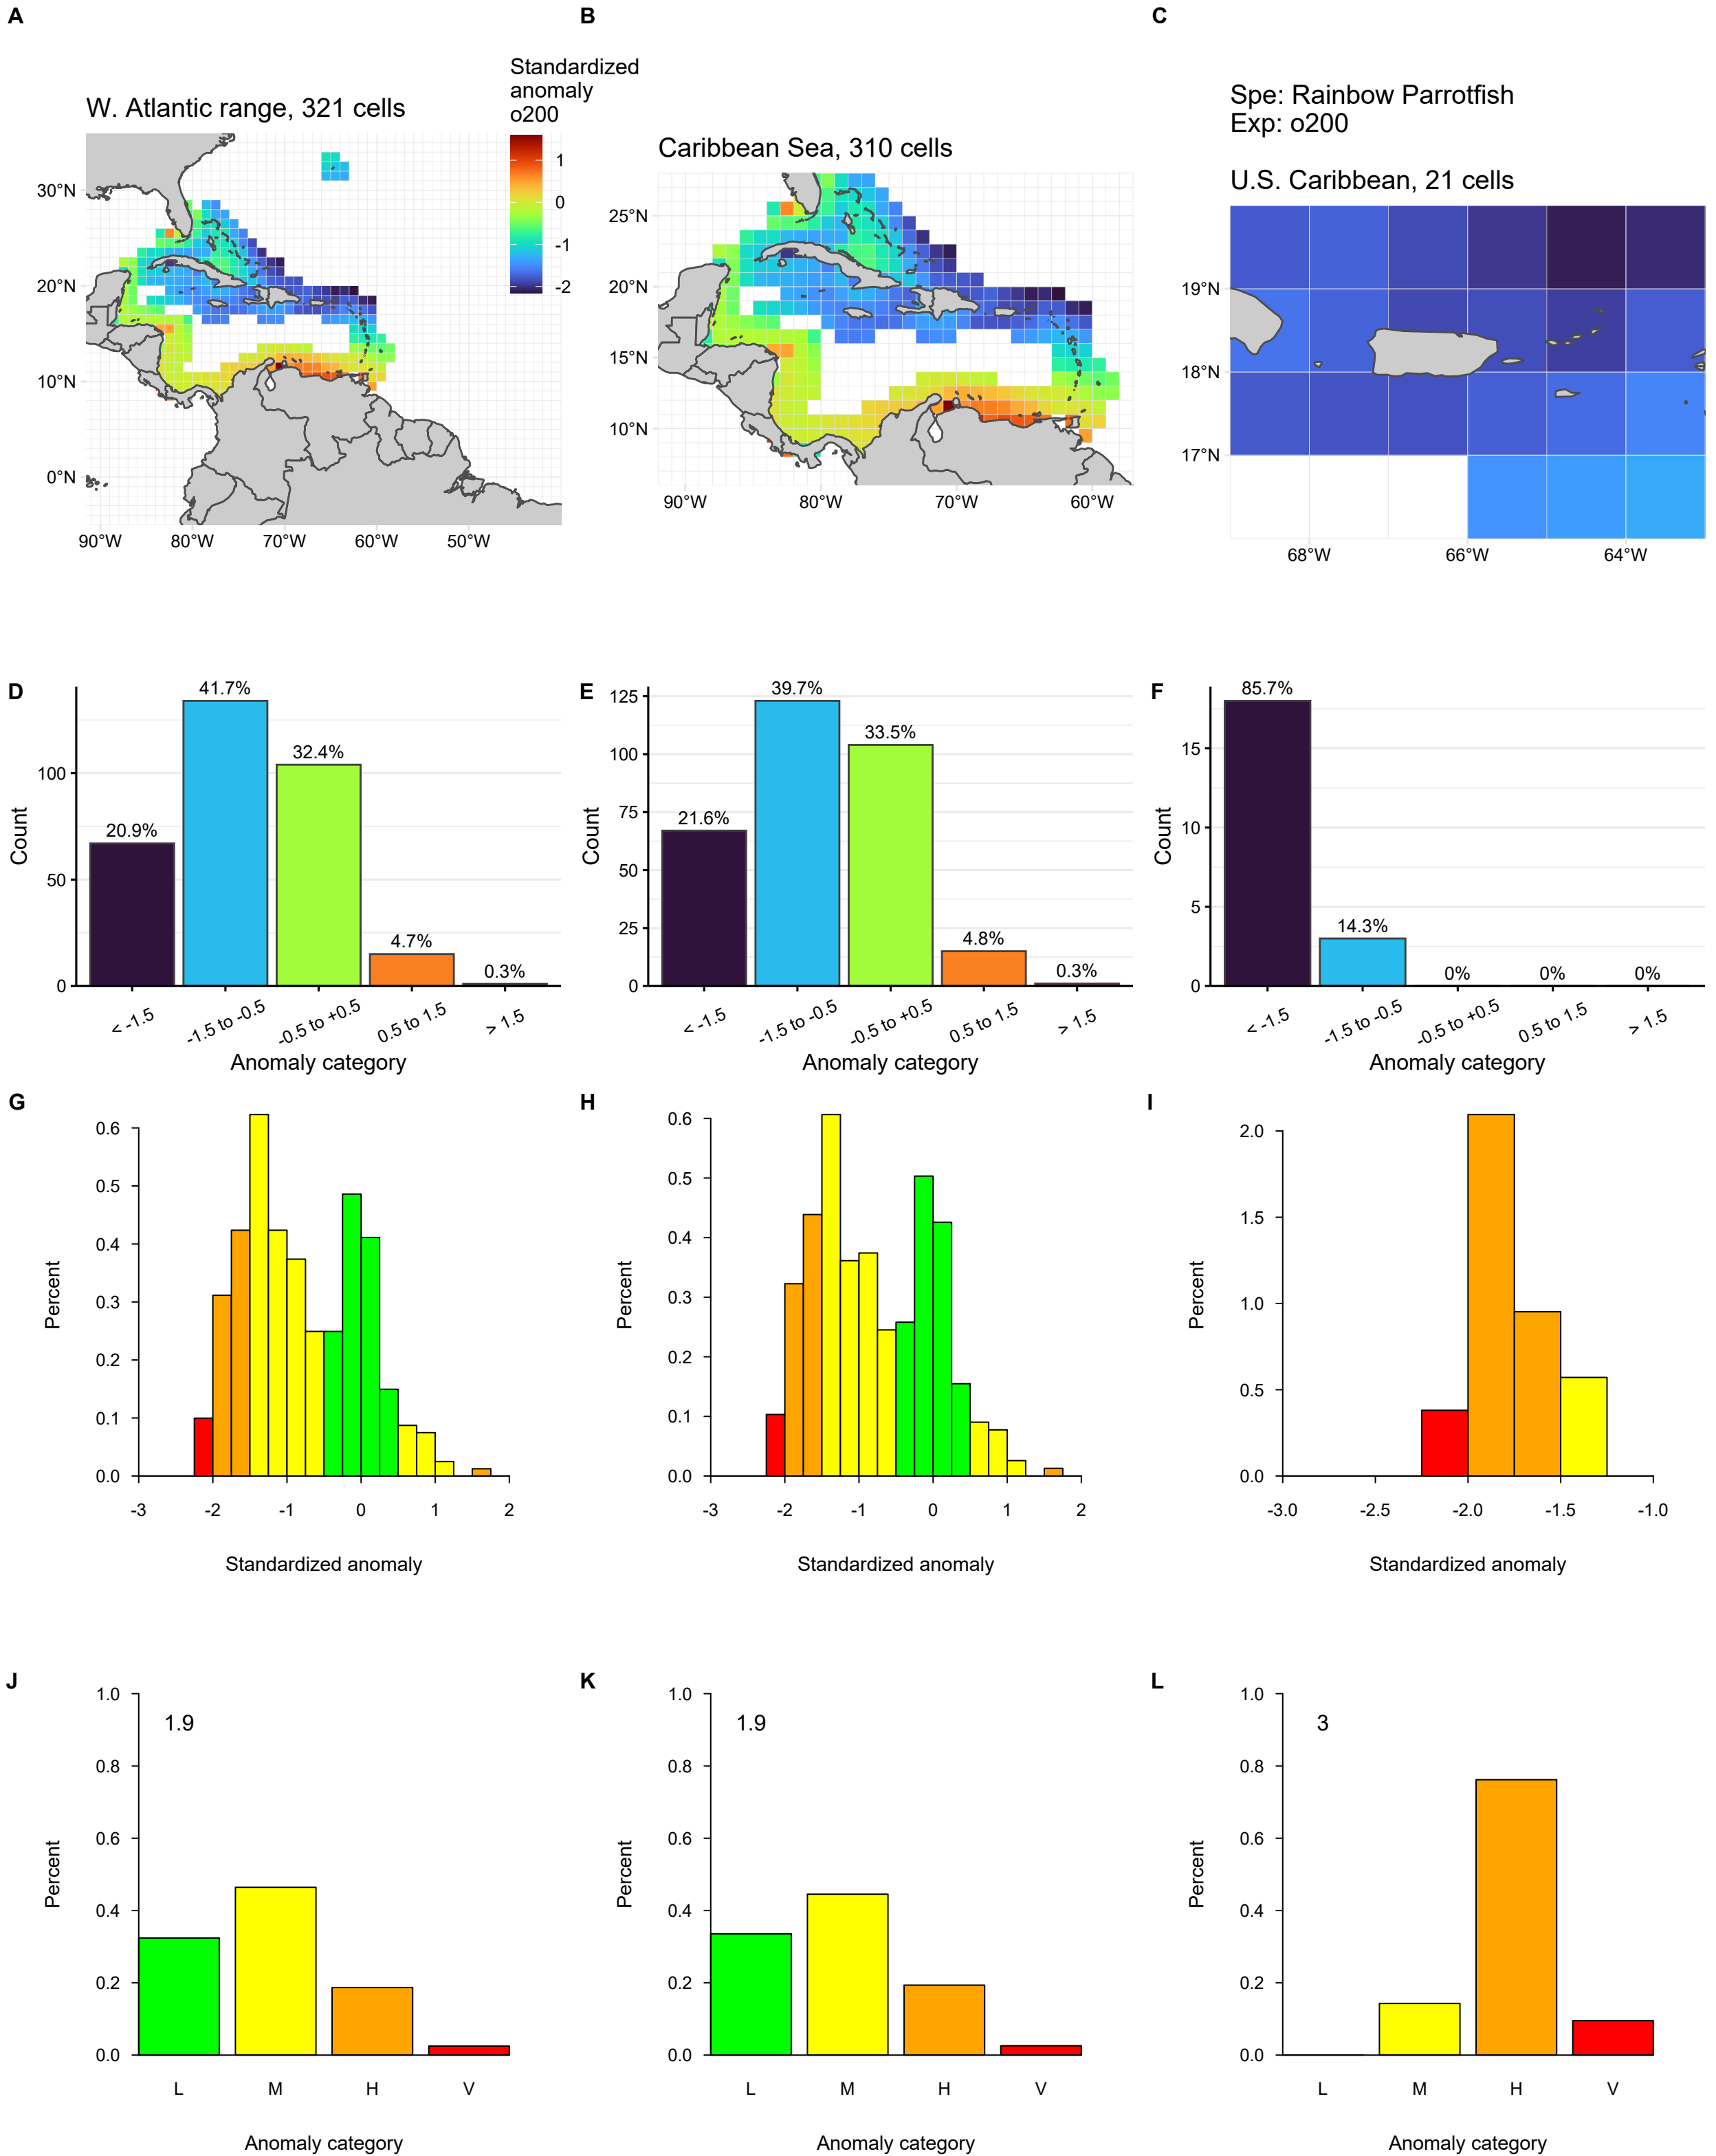 A
B
C
Standardized
anomaly
o200
W. Atlantic range, 321 cells
1
0
-1
-2
30°N
20°N
10°N
0°N
90°W 80°W 70°W 60°W 50°W
Caribbean Sea, 310 cells
25°N
20°N
15°N
10°N
90°W 80°W 70°W 60°W
Spe: Rainbow Parrotfish
Exp: o200
U.S. Caribbean, 21 cells
19°N
18°N
17°N
68°W 66°W 64°W
D
Count
100
50
0
20.9%
41.7%
32.4%
4.7%
0.3%
< -1.5
-1.5 to -0.5
-0.5 to +0.5
0.5 to 1.5
> 1.5
Anomaly category
E
Count
125
100
75
50
25
0
21.6%
39.7%
33.5%
4.8%
0.3%
< -1.5
-1.5 to -0.5
-0.5 to +0.5
0.5 to 1.5
> 1.5
Anomaly category
F
Count
15
10
5
0
85.7%
14.3%
0%
0%
0%
< -1.5
-1.5 to -0.5
-0.5 to +0.5
0.5 to 1.5
> 1.5
Anomaly category
G
Percent
0.6
0.5
0.4
0.3
0.2
0.1
0.0
-3 -2 -1 0 1 2
Standardized anomaly
H
Percent
0.6
0.5
0.4
0.3
0.2
0.1
0.0
-3 -2 -1 0 1 2
Standardized anomaly
I
Percent
2.0
1.5
1.0
0.5
0.0
-3.0 -2.5 -2.0 -1.5 -1.0
Standardized anomaly
J
Percent
1.0
0.8
0.6
0.4
0.2
0.0
1.9
L M H V
Anomaly category
K
Percent
1.0
0.8
0.6
0.4
0.2
0.0
1.9
L M H V
Anomaly category
L
Percent
1.0
0.8
0.6
0.4
0.2
0.0
3
L M H V
Anomaly category